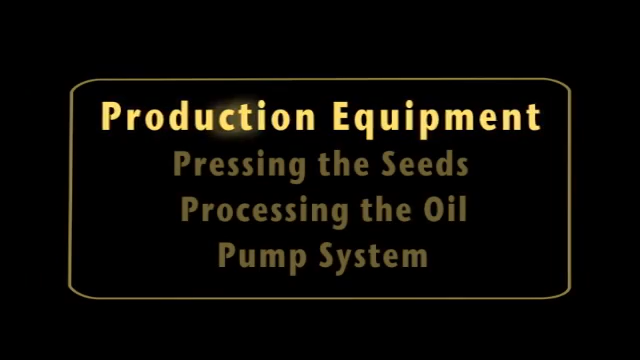 Production Equipment
Pressing the Seeds
Processing the Oil
Pump System